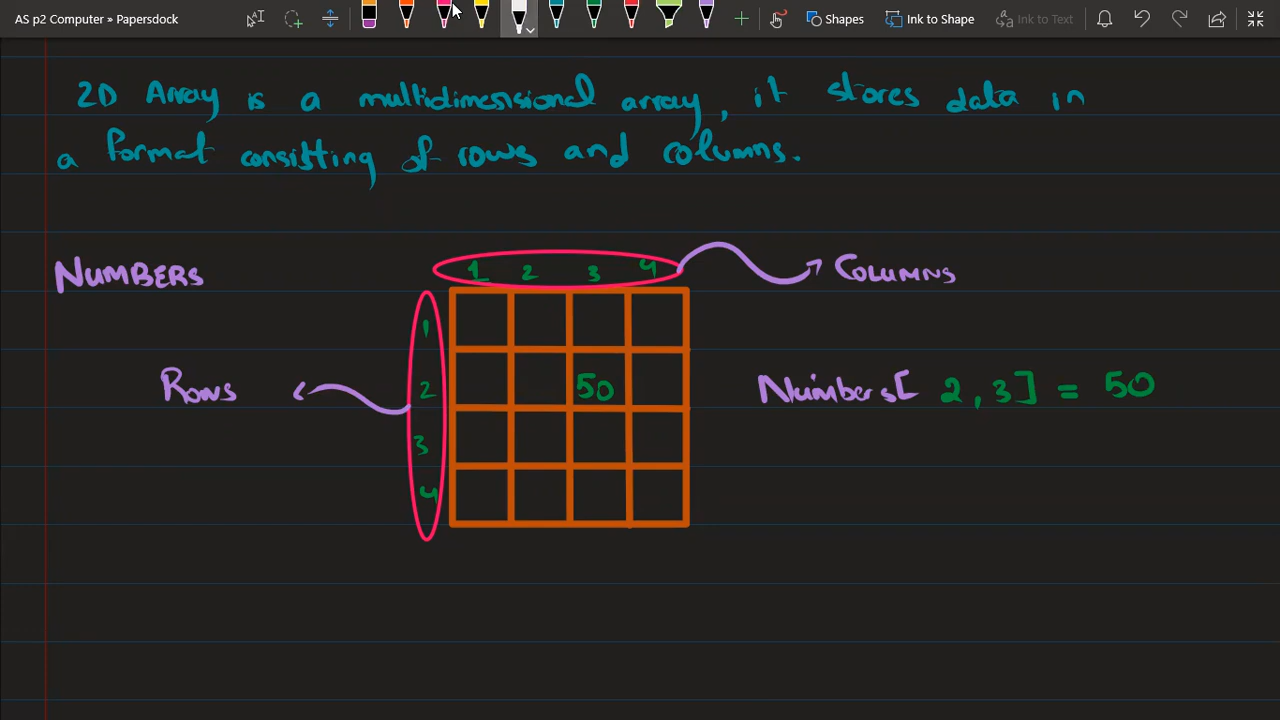 AS p2 Computer » Papersdock
Shapes
Ink to Shape
Ink to Text
2D Array is a multidimensional array, it stores data in
a format consisting of rows and columns.
NUMBERS
1 2 3 4
COLUMNS
1
Rows
2
50
Numbers[ 2,3] = 50
3
4